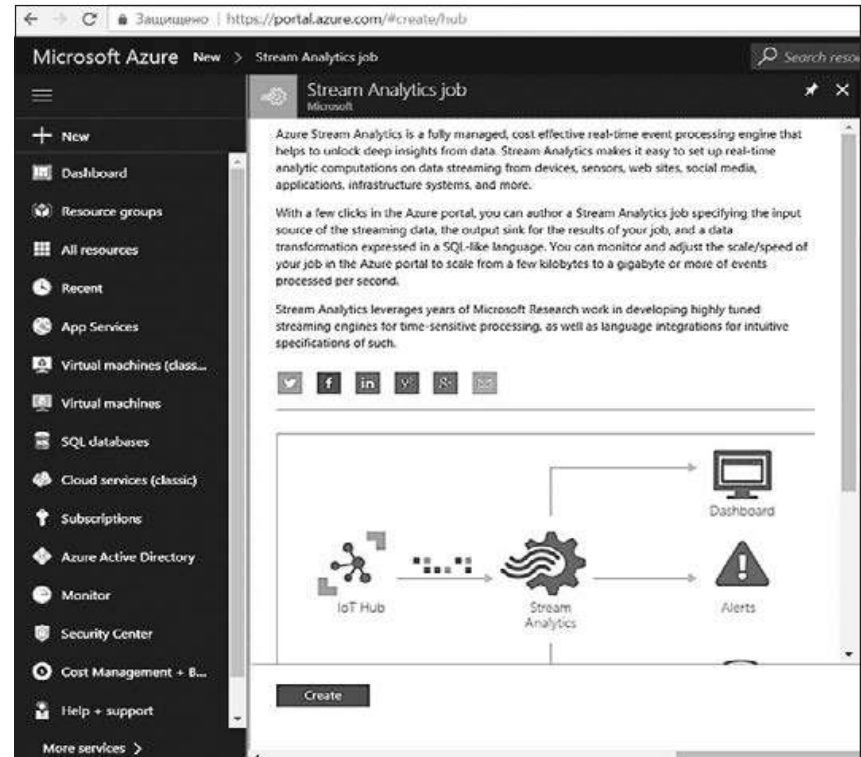 Защищено | https://portal.azure.com/#create/hub
Microsoft Azure New > Stream Analytics job
Search resou
Stream Analytics job
Microsoft
New
Dashboard
Resource groups
All resources
Recent
App Services
Virtual machines (class...
Virtual machines
SQL databases
Cloud services (classic)
Subscriptions
Azure Active Directory
Monitor
Security Center
Cost Management + B...
Help + support
More services >
Azure Stream Analytics is a fully managed, cost effective real-time event processing engine that
helps to unlock deep insights from data. Stream Analytics makes it easy to set up real-time
analytic computations on data streaming from devices, sensors, web sites, social media,
applications, infrastructure systems, and more.
With a few clicks in the Azure portal, you can author a Stream Analytics job specifying the input
source of the streaming data, the output sink for the results of your job, and a data
transformation expressed in a SQL-like language. You can monitor and adjust the scale/speed of
your job in the Azure portal to scale from a few kilobytes to a gigabyte or more of events
processed per second.
Stream Analytics leverages years of Microsoft Research work in developing highly tuned
streaming engines for time-sensitive processing, as well as language integrations for intuitive
specifications of such.
Dashboard
IoT Hub
Stream
Analytics
Alerts
Create